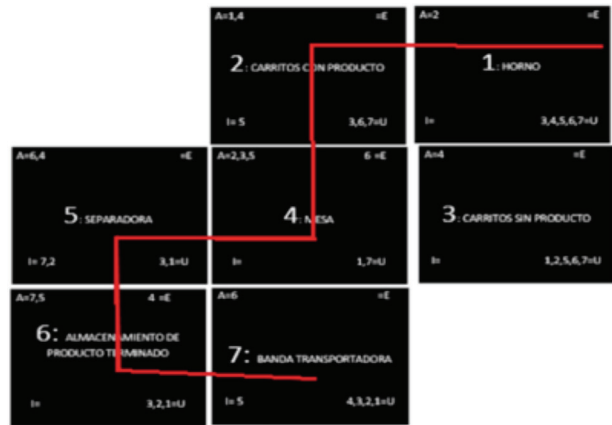 A=1,4 =E
2: CARRITOS CON PRODUCTO
I= 5 3,6,7=U
A=2 =E
1: HORNO
I= 3,4,5,6,7=U
A=6,4 =E
5: SEPARADORA
I= 7,2 3,1=U
A=2,3,5 6 =E
4: MESA
I= 1,7=U
A=4 =E
3: CARRITOS SIN PRODUCTO
I= 1,2,5,6,7=U
A=7,5 4 =E
6: ALMACENAMIENTO DE
PRODUCTO TERMINADO
I= 3,2,1=U
A=6 =E
7: BANDA TRANSPORTADORA
I= 5 4,3,2,1=U